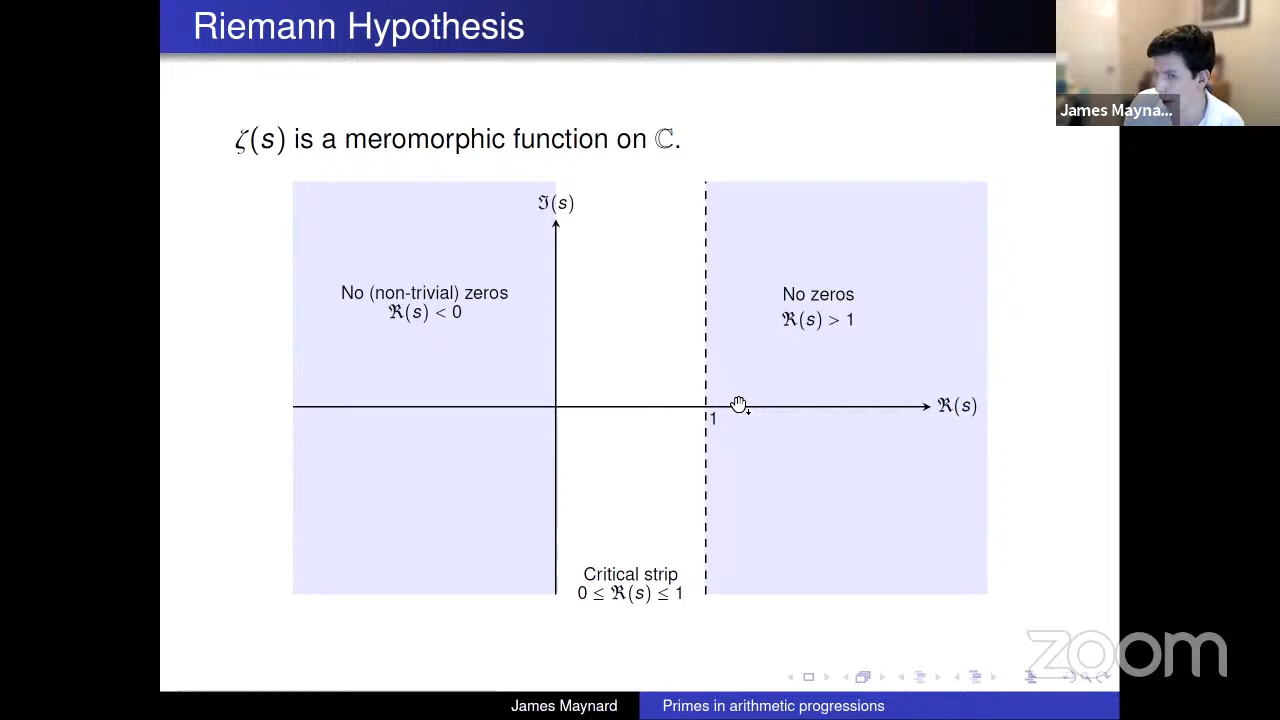 Riemann Hypothesis
James Mayna...
ζ(s) is a meromorphic function on ℂ.
ℑ(s)
No (non-trivial) zeros
ℜ(s) < 0
No zeros
ℜ(s) > 1
ℜ(s)
1
Critical strip
0 ≤ ℜ(s) ≤ 1
zoom
James Maynard
Primes in arithmetic progressions